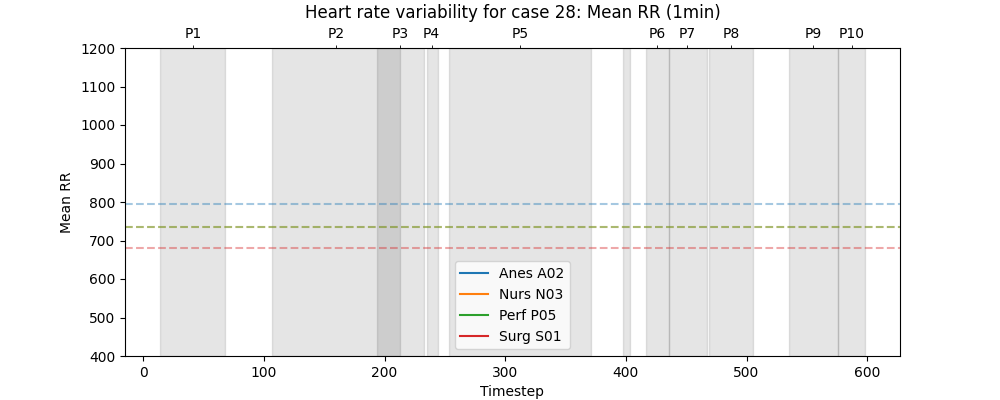 Heart rate variability for case 28: Mean RR (1min)
P1 P2 P3 P4 P5 P6 P7 P8 P9 P10
1200
1100
1000
900
800
700
600
500
400
Mean RR
Anes A02
Nurs N03
Perf P05
Surg S01
0 100 200 300 400 500 600
Timestep